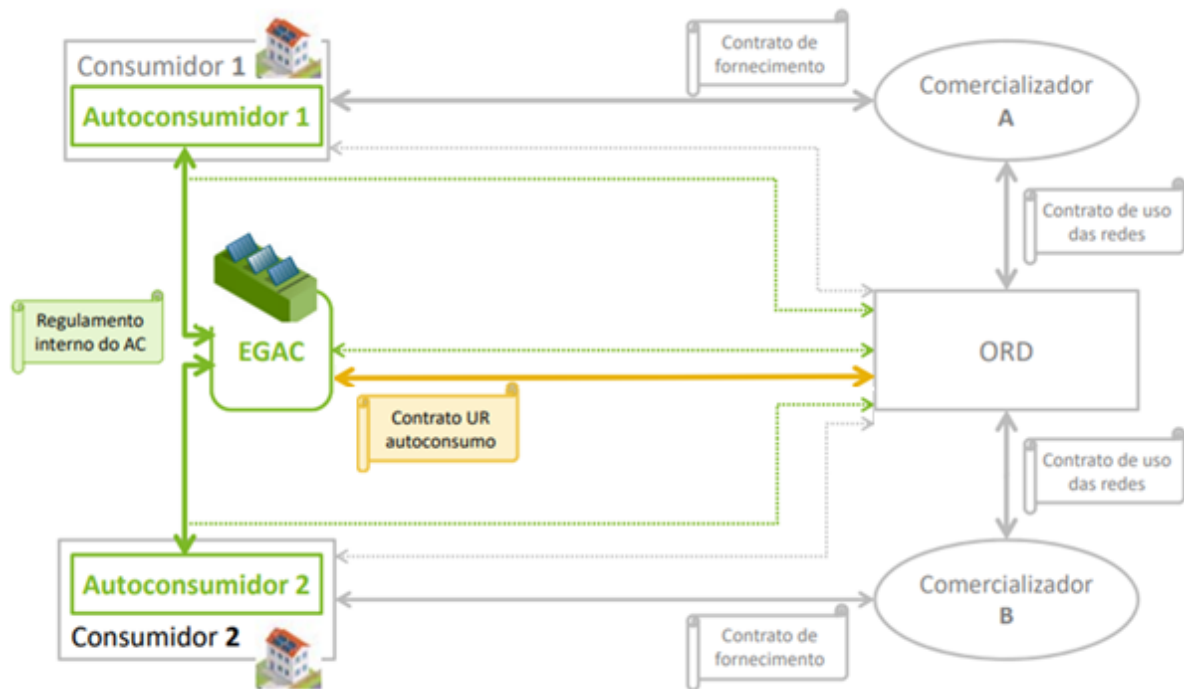 Consumidor 1
Autoconsumidor 1
Contrato de
fornecimento
Comercializador
A
Contrato de uso
das redes
Regulamento
interno do AC
EGAC
ORD
Contrato UR
autoconsumo
Contrato de uso
das redes
Autoconsumidor 2
Consumidor 2
Contrato de
fornecimento
Comercializador
B